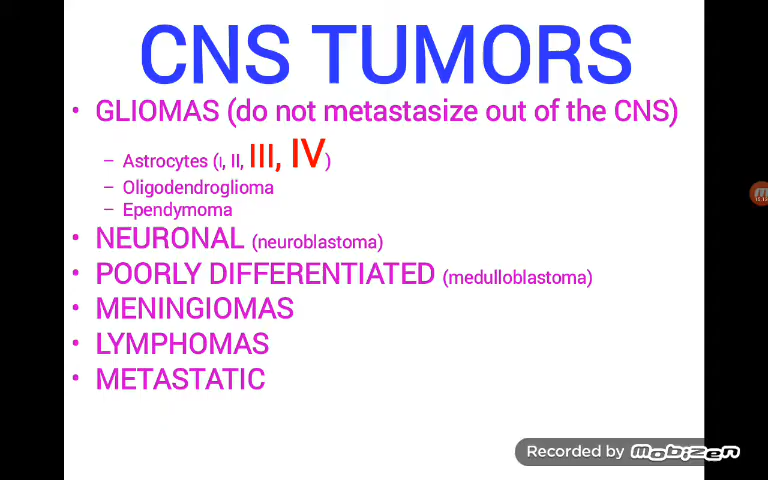 CNS TUMORS
• GLIOMAS (do not metastasize out of the CNS)
– Astrocytes (I, II, III, IV)
– Oligodendroglioma
– Ependymoma
• NEURONAL (neuroblastoma)
• POORLY DIFFERENTIATED (medulloblastoma)
• MENINGIOMAS
• LYMPHOMAS
• METASTATIC
Recorded by mobizen